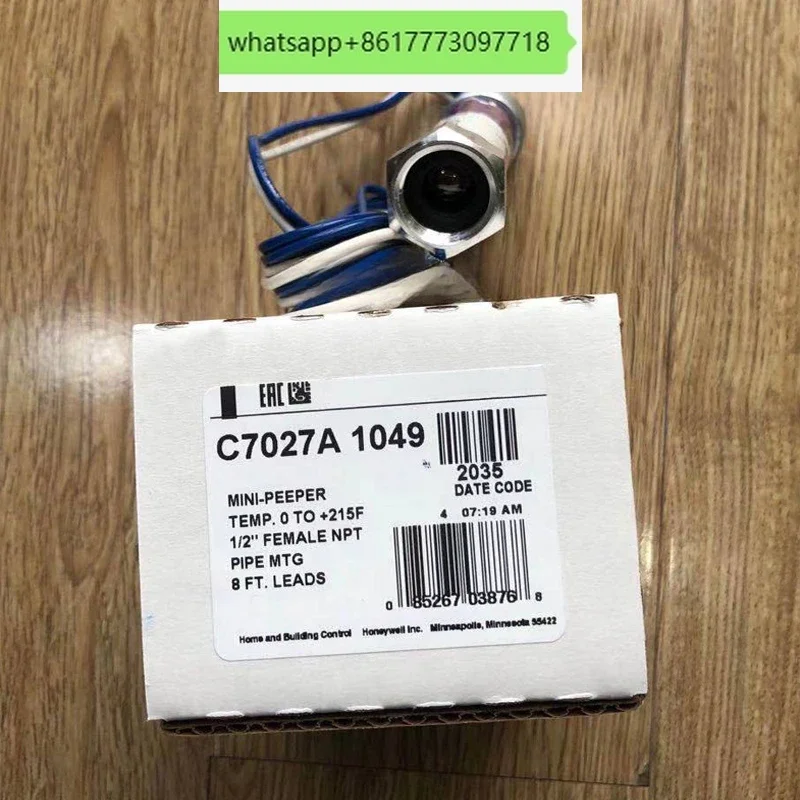 whatsapp+8617773097718
EAC
C7027A 1049
2035
DATE CODE
4 07:19 AM
MINI-PEEPER
TEMP. 0 TO +215F
1/2" FEMALE NPT
PIPE MTG
8 FT. LEADS
0 85267 03876 8
Home and Building Control Honeywell Inc. Minneapolis, Minnesota 55422